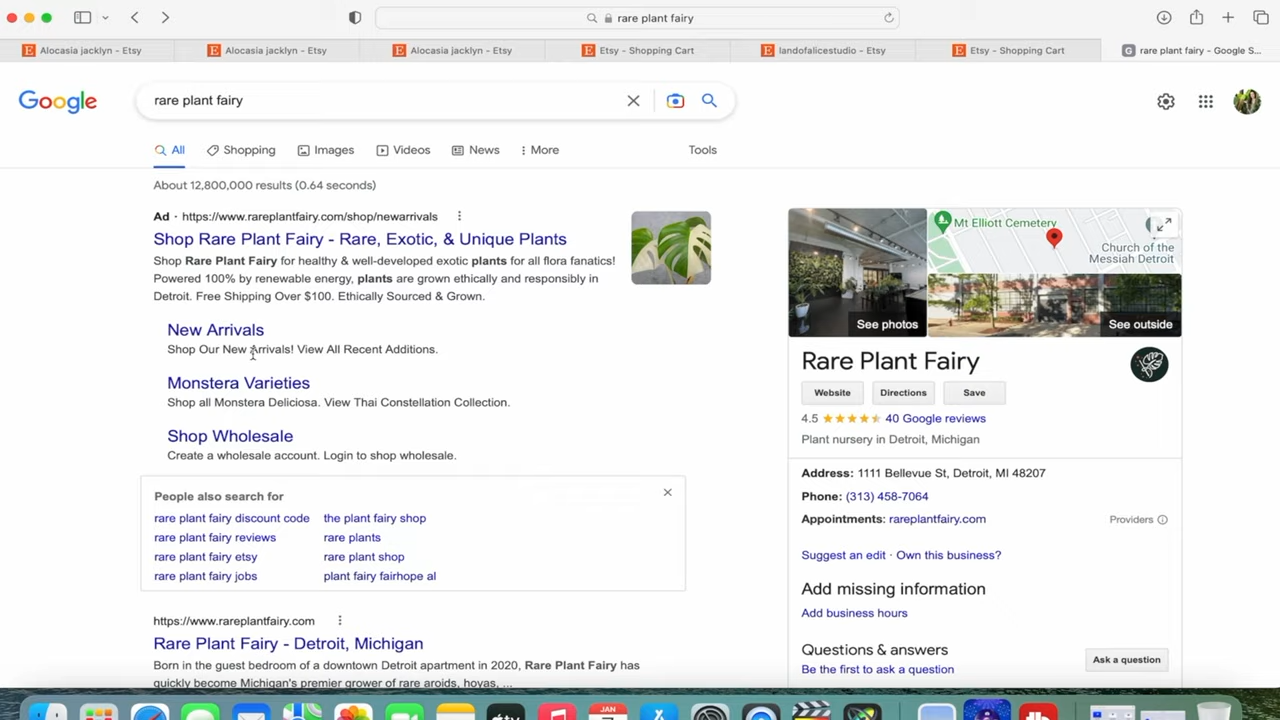 rare plant fairy
Alocasia jacklyn - Etsy
Alocasia jacklyn - Etsy
Alocasia jacklyn - Etsy
Etsy - Shopping Cart
landofalicestudio - Etsy
Etsy - Shopping Cart
G rare plant fairy - Google S...
Google
rare plant fairy
All
Shopping
Images
Videos
News
More
Tools
About 12,800,000 results (0.64 seconds)
Ad · https://www.rareplantfairy.com/shop/newarrivals
Shop Rare Plant Fairy - Rare, Exotic, & Unique Plants
Shop Rare Plant Fairy for healthy & well-developed exotic plants for all flora fanatics!
Powered 100% by renewable energy, plants are grown ethically and responsibly in
Detroit. Free Shipping Over $100. Ethically Sourced & Grown.
New Arrivals
Shop Our New Arrivals! View All Recent Additions.
Monstera Varieties
Shop all Monstera Deliciosa. View Thai Constellation Collection.
Shop Wholesale
Create a wholesale account. Login to shop wholesale.
People also search for
rare plant fairy discount code
the plant fairy shop
rare plant fairy reviews
rare plants
rare plant fairy etsy
rare plant shop
rare plant fairy jobs
plant fairy fairhope al
https://www.rareplantfairy.com
Rare Plant Fairy - Detroit, Michigan
Born in the guest bedroom of a downtown Detroit apartment in 2020, Rare Plant Fairy has
quickly become Michigan's premier grower of rare aroids, hoyas, ...
Mt Elliott Cemetery
Church of the
Messiah Detroit
See photos
See outside
Rare Plant Fairy
Website
Directions
Save
4.5
40 Google reviews
Plant nursery in Detroit, Michigan
Address: 1111 Bellevue St, Detroit, MI 48207
Phone: (313) 458-7064
Appointments: rareplantfairy.com
Providers
Suggest an edit · Own this business?
Add missing information
Add business hours
Questions & answers
Be the first to ask a question
Ask a question
JAN
tv